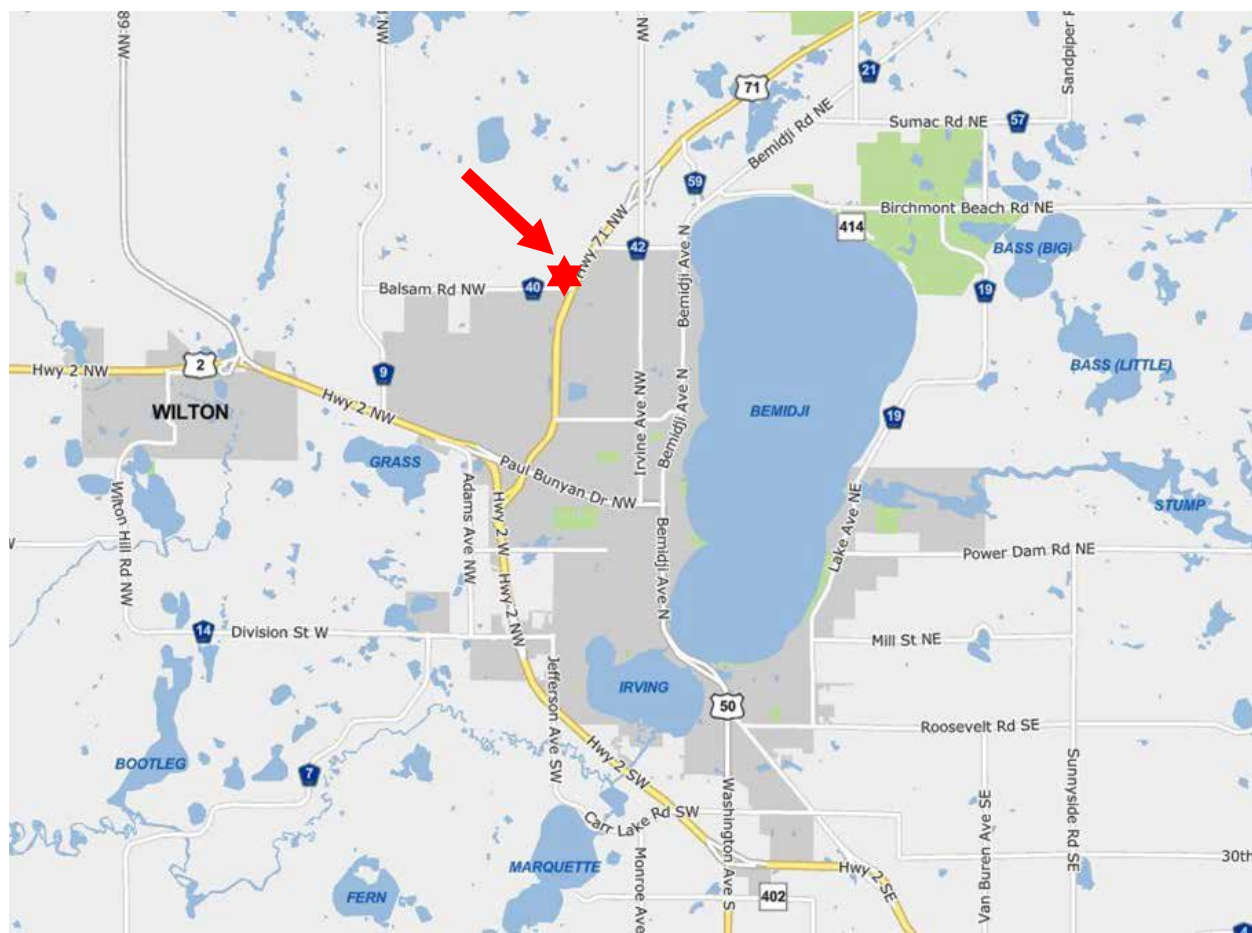 89-NW
-NW
71
21
Sandpiper R
Sumac Rd NE
57
Bemidji Rd NE
59
Birchmont Beach Rd NE
414
BASS (BIG)
Hwy 71 NW
42
Bemidji Ave N
Balsam Rd NW
40
19
Hwy 2 NW
2
9
Hwy 2 NW
WILTON
BASS (LITTLE)
Irvine Ave NW
Bemidji Ave N
BEMIDJI
19
GRASS
Paul Bunyan Dr NW
Adams Ave NW
Hwy 2 W
Wilton Hill Rd NW
W
STUMP
Lake Ave NE
Power Dam Rd NE
Bemidji Ave N
Hwy 2 NW
14
Division St W
Mill St NE
Jefferson Ave SW
IRVING
50
Roosevelt Rd SE
BOOTLEG
7
Hwy 2 SW
Washington Ave S
Van Buren Ave SE
Sunnyside Rd SE
Carr Lake Rd SW
MARQUETTE
Monroe Ave
Hwy 2 SE
30th
FERN
402